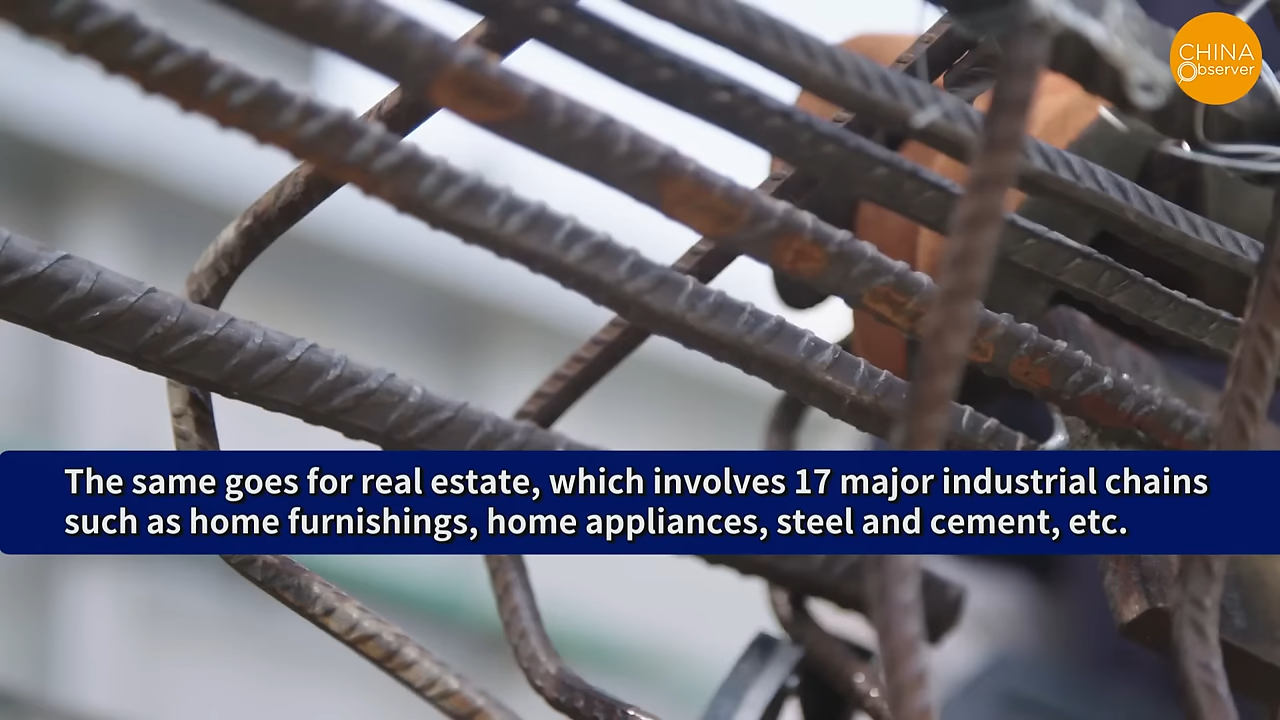 CHINA
Observer
The same goes for real estate, which involves 17 major industrial chains
such as home furnishings, home appliances, steel and cement, etc.